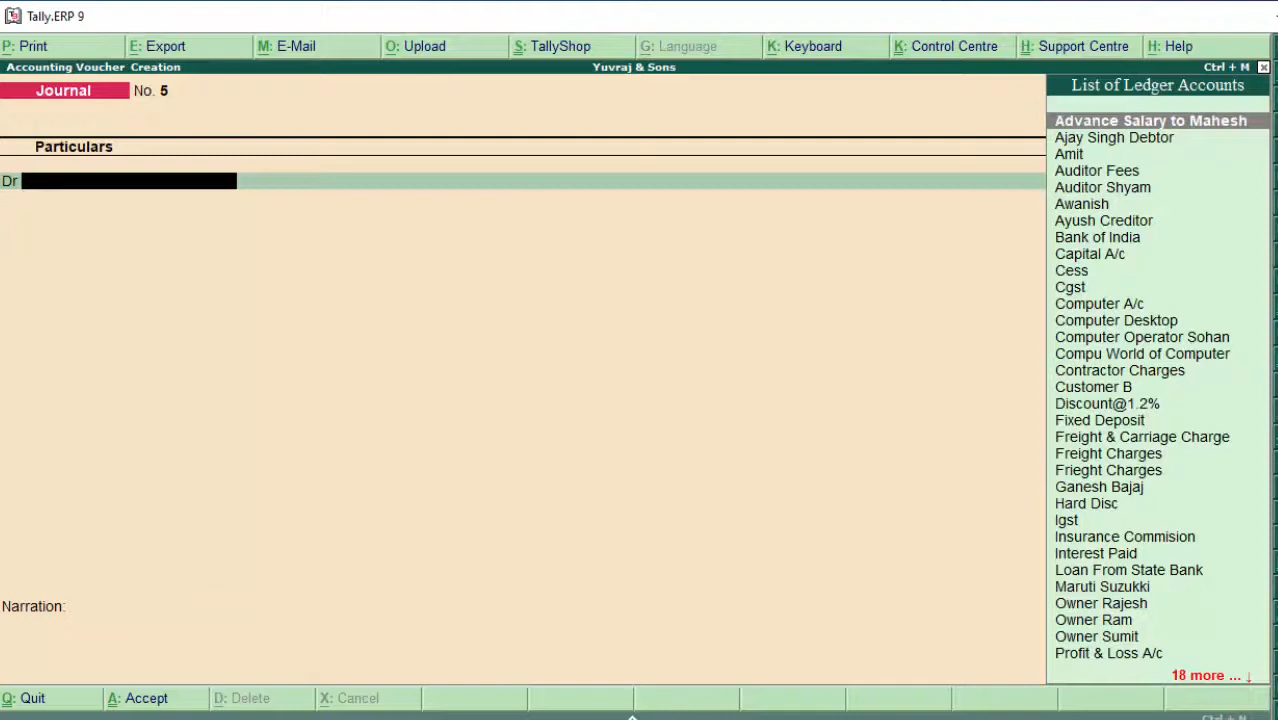 Tally.ERP 9
P: Print E: Export M: E-Mail O: Upload S: TallyShop G: Language K: Keyboard K: Control Centre H: Support Centre H: Help
Accounting Voucher Creation Yuvraj & Sons Ctrl + M
Journal No. 5
List of Ledger Accounts
Particulars
Dr
Advance Salary to Mahesh
Ajay Singh Debtor
Amit
Auditor Fees
Auditor Shyam
Awanish
Ayush Creditor
Bank of India
Capital A/c
Cess
Cgst
Computer A/c
Computer Desktop
Computer Operator Sohan
Compu World of Computer
Contractor Charges
Customer B
Discount@1.2%
Fixed Deposit
Freight & Carriage Charge
Freight Charges
Frieght Charges
Ganesh Bajaj
Hard Disc
Igst
Insurance Commision
Interest Paid
Loan From State Bank
Maruti Suzukki
Owner Rajesh
Owner Ram
Owner Sumit
Profit & Loss A/c
18 more ... ↓
Narration:
Q: Quit A: Accept D: Delete X: Cancel
Ctrl + N